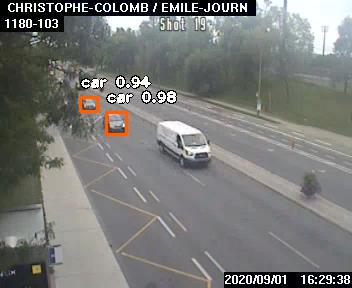 CHRISTOPHE-COLOMB / EMILE-JOURN
1180-103
Shot 19
car 0.94
car 0.98
2020/09/01 16:29:38